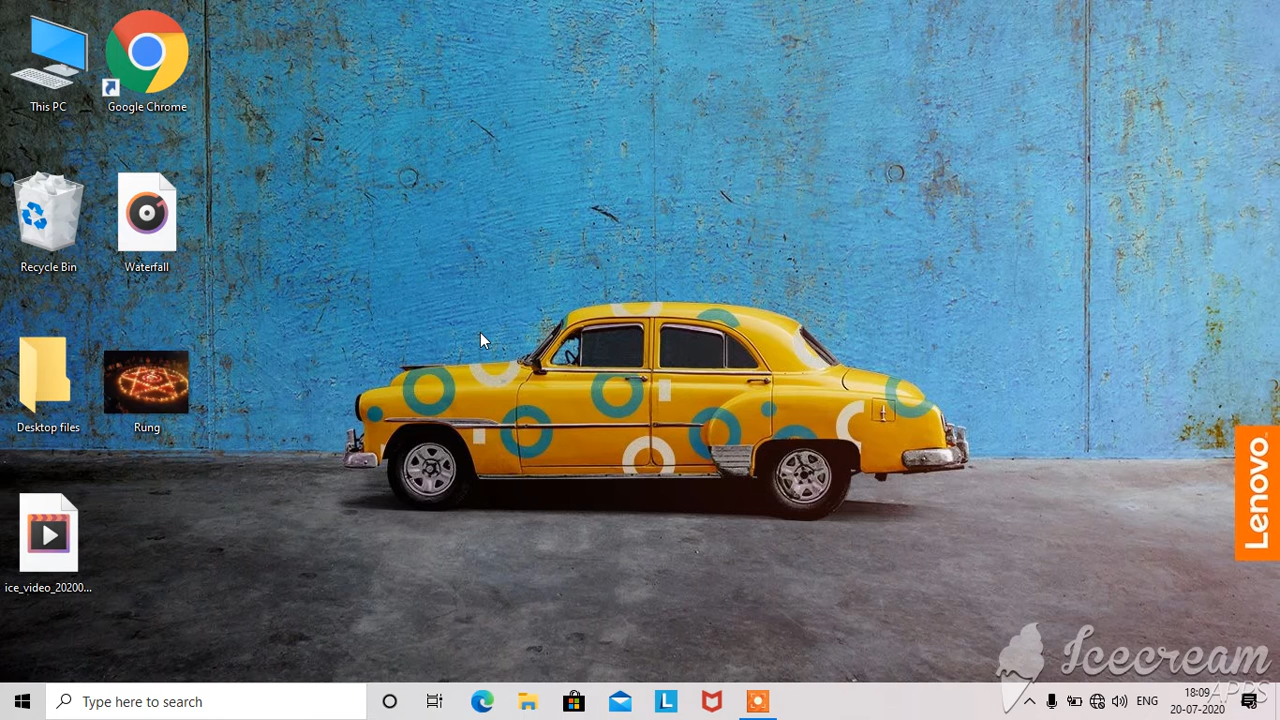 This PC
Google Chrome
Recycle Bin
Waterfall
Desktop files
Rung
ice_video_20200...
Lenovo
Icecream
APPS
Type here to search
ENG
18:09
20-07-2020